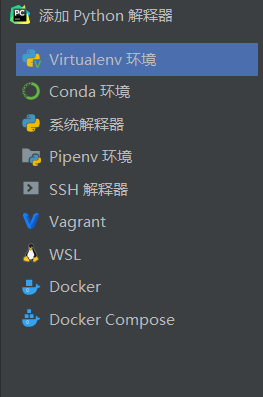 PC
添加 Python 解释器
Virtualenv 环境
Conda 环境
系统解释器
Pipenv 环境
SSH 解释器
Vagrant
WSL
Docker
Docker Compose